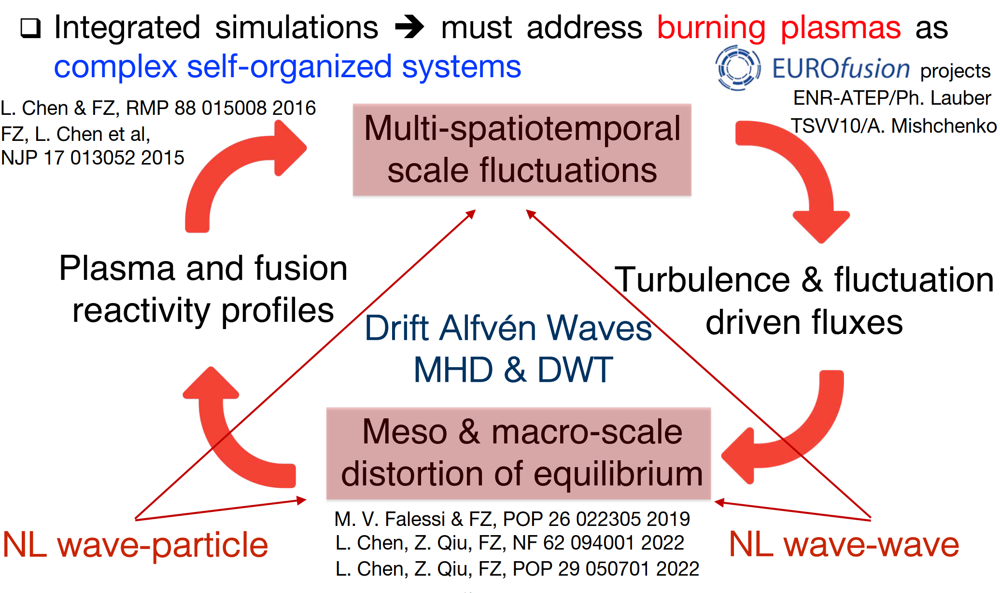 ❑ Integrated simulations ➔ must address burning plasmas as
complex self-organized systems
EUROfusion projects
ENR-ATEP/Ph. Lauber
TSVV10/A. Mishchenko
L. Chen & FZ, RMP 88 015008 2016
FZ, L. Chen et al,
NJP 17 013052 2015
Multi-spatiotemporal
scale fluctuations
Plasma and fusion
reactivity profiles
Turbulence & fluctuation
driven fluxes
Drift Alfvén Waves
MHD & DWT
Meso & macro-scale
distortion of equilibrium
M. V. Falessi & FZ, POP 26 022305 2019
L. Chen, Z. Qiu, FZ, NF 62 094001 2022
L. Chen, Z. Qiu, FZ, POP 29 050701 2022
NL wave-particle
NL wave-wave